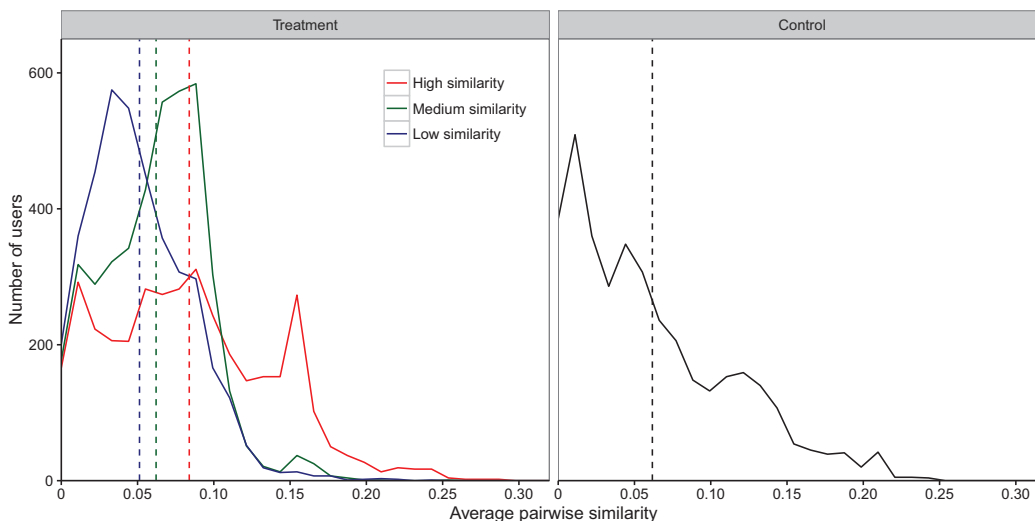 Treatment
Control
Number of users
600
400
200
0
High similarity
Medium similarity
Low similarity
0 0.05 0.10 0.15 0.20 0.25 0.30
0 0.05 0.10 0.15 0.20 0.25 0.30
Average pairwise similarity